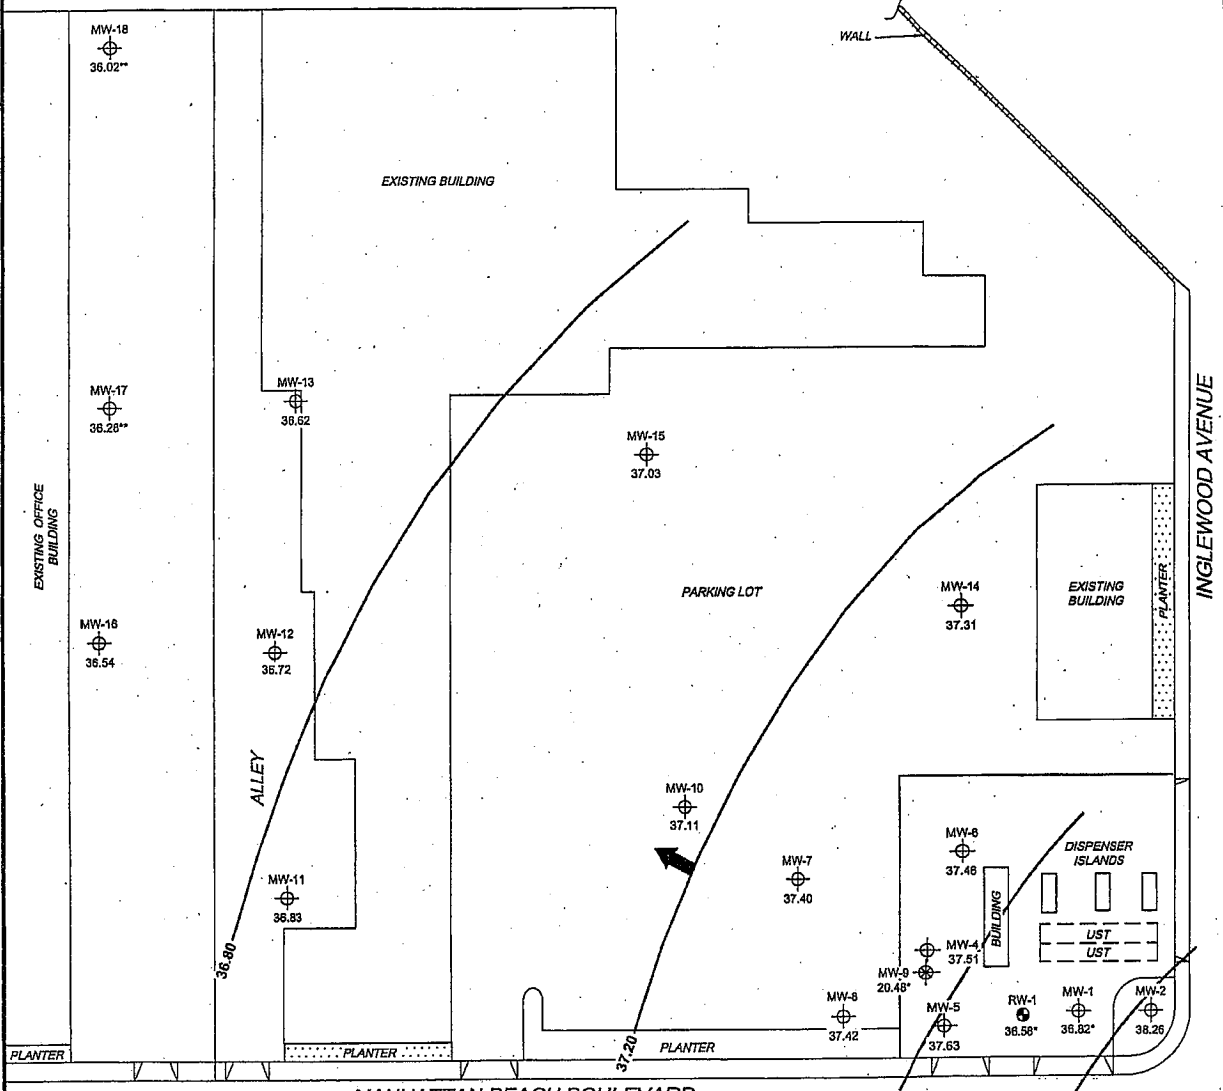 MW-18
36.02**
WALL
EXISTING BUILDING
MW-17
36.26**
MW-13
36.62
MW-15
37.03
INGLEWOOD AVENUE
EXISTING OFFICE
BUILDING
PARKING LOT
MW-14
37.31
EXISTING
BUILDING
PLANTER
MW-16
36.54
MW-12
36.72
ALLEY
MW-10
37.11
MW-7
37.40
MW-6
37.46
DISPENSER
ISLANDS
MW-11
36.83
BUILDING
UST
UST
36.80
MW-4
37.51
MW-9
20.48*
MW-8
37.42
MW-5
37.63
RW-1
36.58*
MW-1
36.82*
MW-2
38.26
37.20
PLANTER
PLANTER
PLANTER
MANHATTAN BEACH BOULEVARD